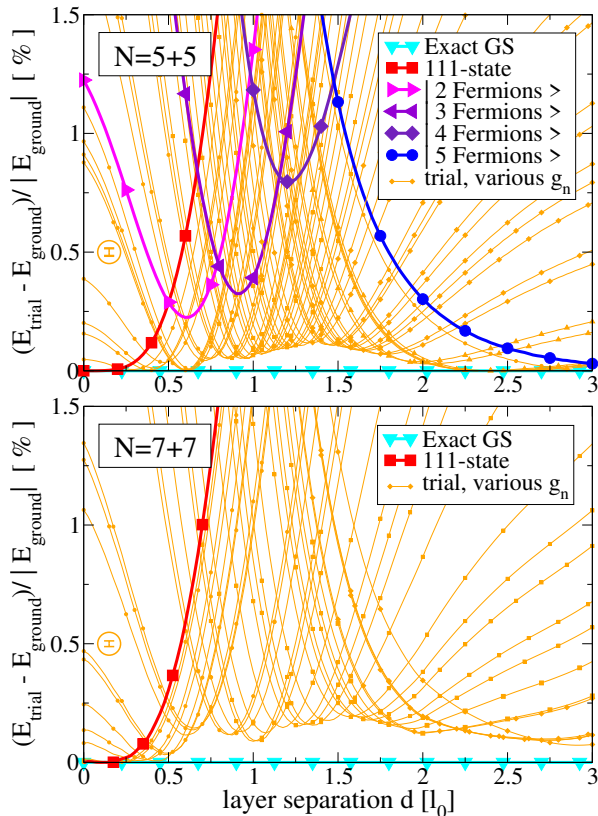 1.5
1
0.5
0
(E_trial - E_ground)/|E_ground| [ % ]
N=5+5
Exact GS
111-state
| 2 Fermions >
| 3 Fermions >
| 4 Fermions >
| 5 Fermions >
trial, various g_n
0 0.5 1 1.5 2 2.5 3
1.5
1
0.5
0
(E_trial - E_ground)/|E_ground| [ % ]
N=7+7
Exact GS
111-state
trial, various g_n
0 0.5 1 1.5 2 2.5 3
layer separation d [l_0]